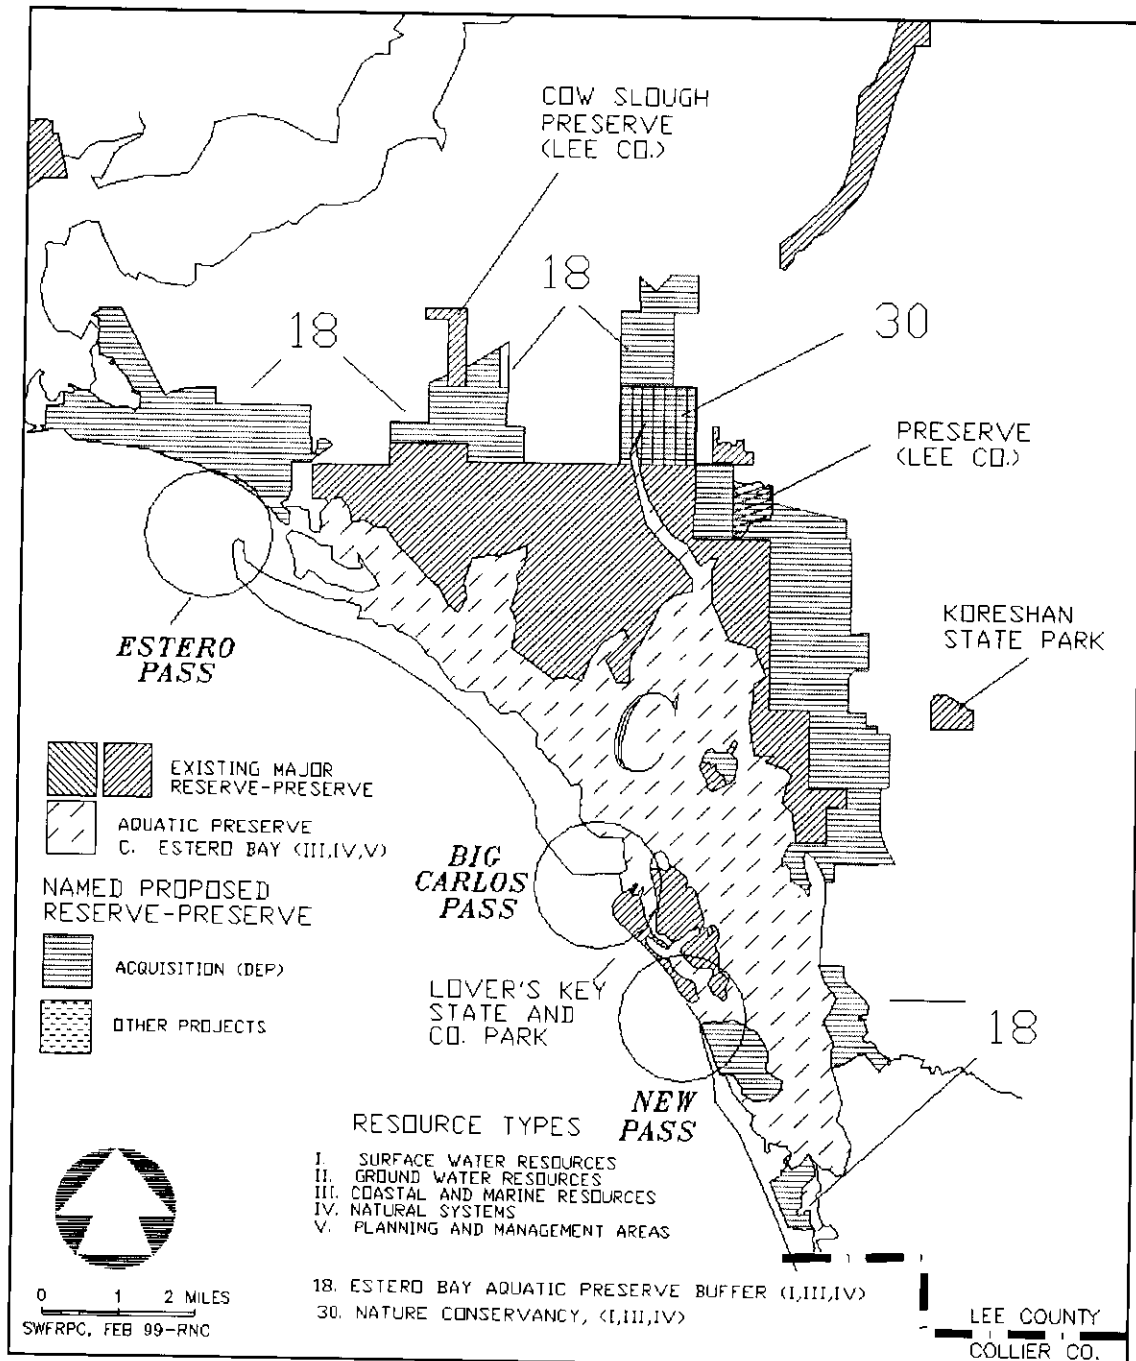 COW SLOUGH
PRESERVE
(LEE CO.)
18
18
30
PRESERVE
(LEE CO.)
KORESHAN
STATE PARK
ESTERO
PASS
C
EXISTING MAJOR
RESERVE-PRESERVE
AQUATIC PRESERVE
C. ESTERO BAY (III,IV,V)
NAMED PROPOSED
RESERVE-PRESERVE
ACQUISITION (DEP)
OTHER PROJECTS
BIG
CARLOS
PASS
LOVER'S KEY
STATE AND
CO. PARK
18
NEW
PASS
RESOURCE TYPES
I. SURFACE WATER RESOURCES
II. GROUND WATER RESOURCES
III. COASTAL AND MARINE RESOURCES
IV. NATURAL SYSTEMS
V. PLANNING AND MANAGEMENT AREAS
18. ESTERO BAY AQUATIC PRESERVE BUFFER (I,III,IV)
30. NATURE CONSERVANCY, (I,III,IV)
0 1 2 MILES
SWFRPC, FEB 99-RNC
LEE COUNTY
COLLIER CO.